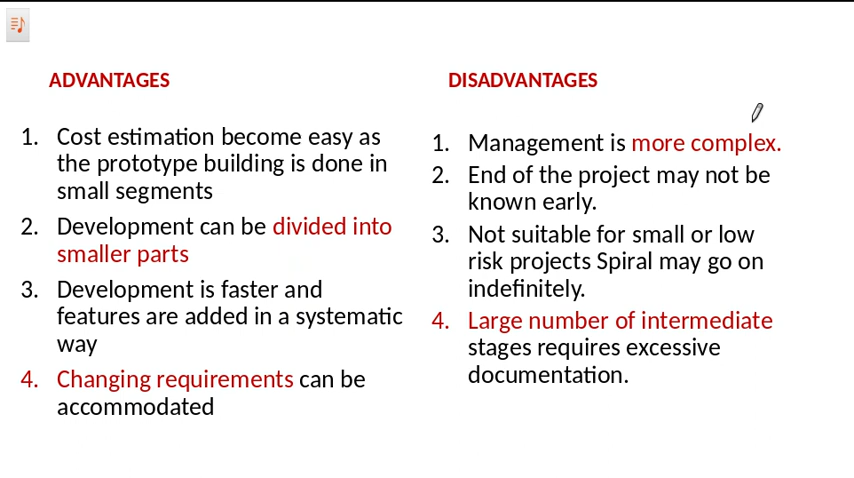 ADVANTAGES
1. Cost estimation become easy as
the prototype building is done in
small segments
2. Development can be divided into
smaller parts
3. Development is faster and
features are added in a systematic
way
4. Changing requirements can be
accommodated
DISADVANTAGES
1. Management is more complex.
2. End of the project may not be
known early.
3. Not suitable for small or low
risk projects Spiral may go on
indefinitely.
4. Large number of intermediate
stages requires excessive
documentation.